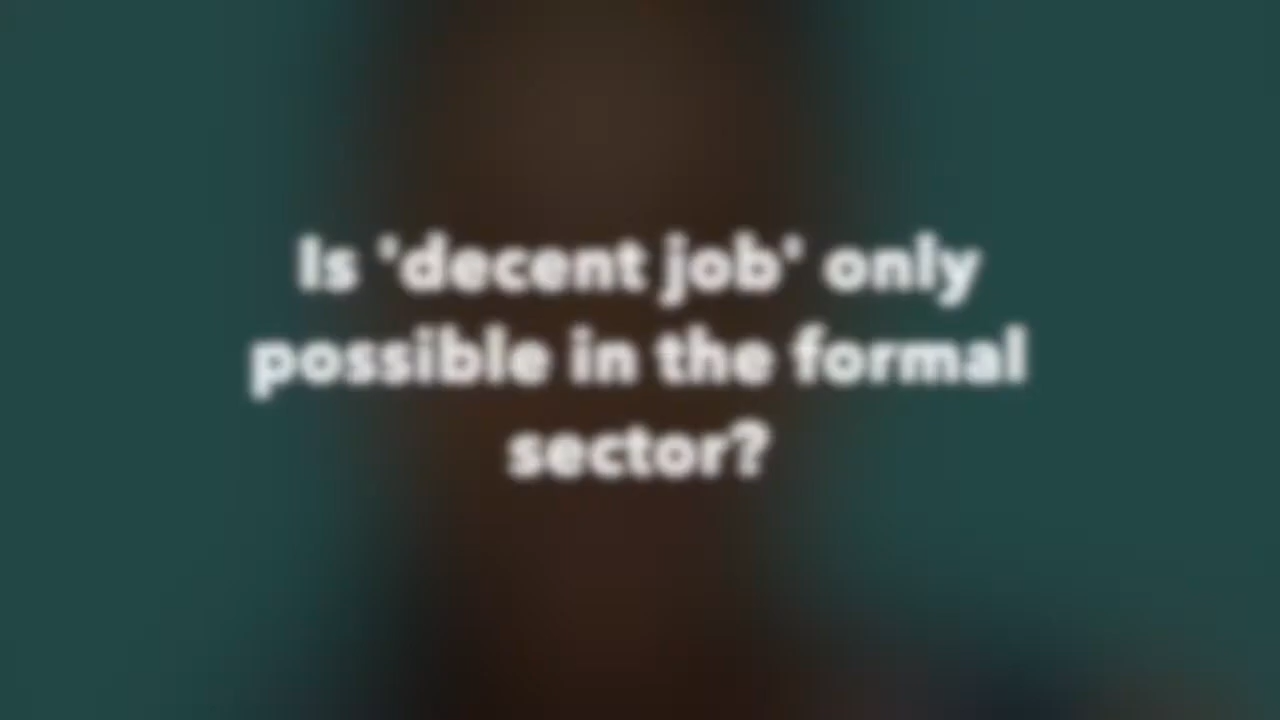 Is 'decent job' only
possible in the formal
sector?